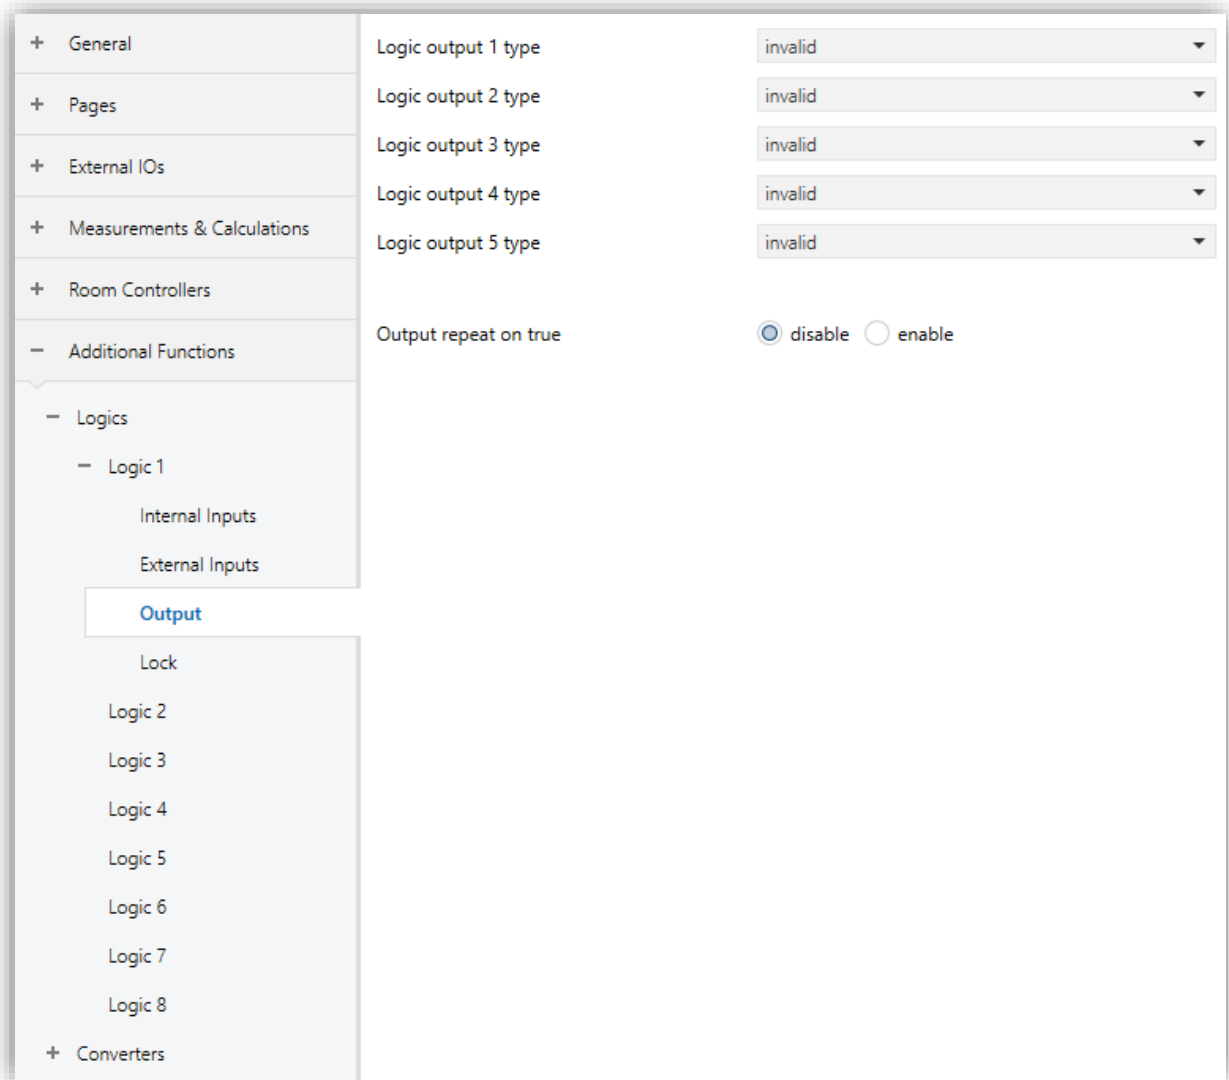 General
Pages
External IOs
Measurements & Calculations
Room Controllers
Additional Functions
Logics
Logic 1
Internal Inputs
External Inputs
Output
Lock
Logic 2
Logic 3
Logic 4
Logic 5
Logic 6
Logic 7
Logic 8
Converters
Logic output 1 type invalid
Logic output 2 type invalid
Logic output 3 type invalid
Logic output 4 type invalid
Logic output 5 type invalid
Output repeat on true disable enable